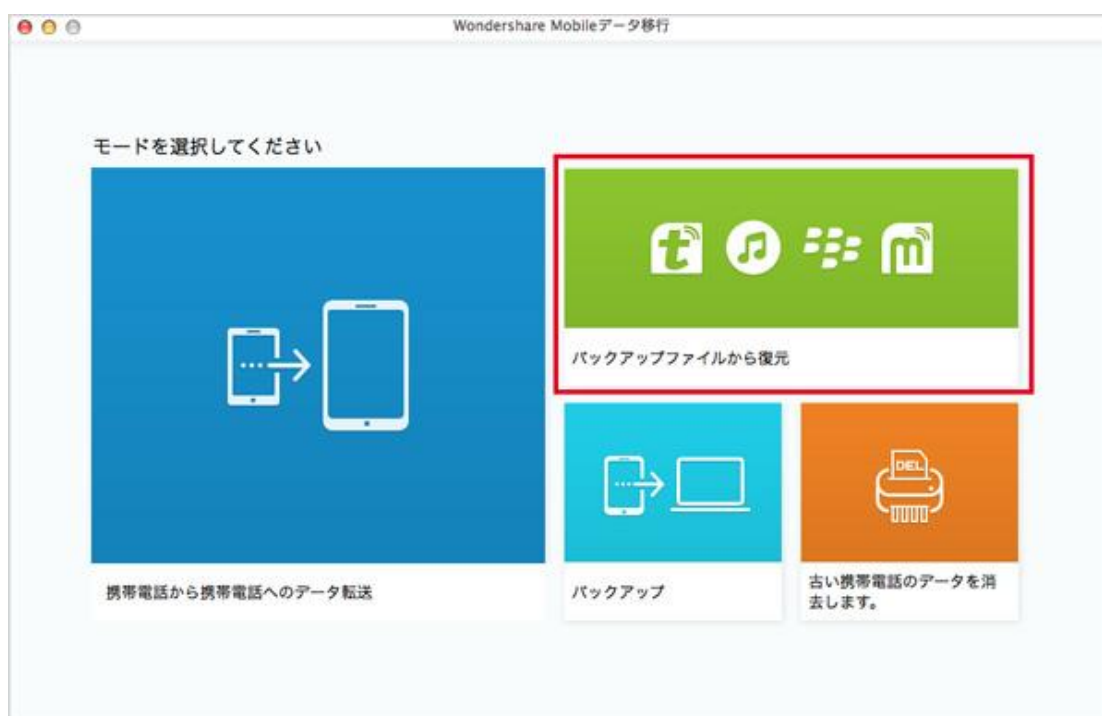 Wondershare Mobileデータ移行
モードを選択してください
バックアップファイルから復元
DEL
携帯電話から携帯電話へのデータ転送
バックアップ
古い携帯電話のデータを消
去します。